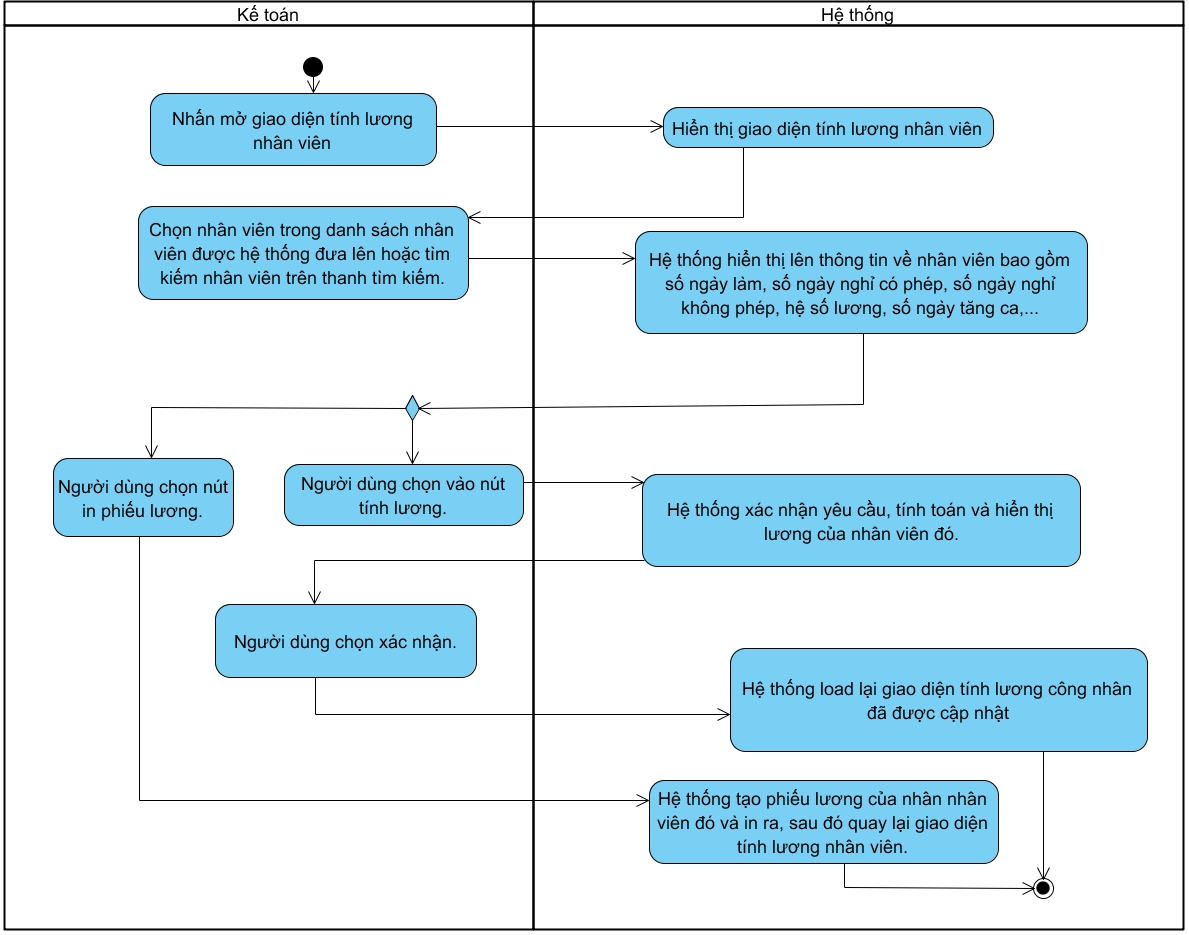 Kế toán
Hệ thống
Nhấn mở giao diện tính lương
nhân viên
Hiển thị giao diện tính lương nhân viên
Chọn nhân viên trong danh sách nhân
viên được hệ thống đưa lên hoặc tìm
kiếm nhân viên trên thanh tìm kiếm.
Hệ thống hiển thị lên thông tin về nhân viên bao gồm
số ngày làm, số ngày nghỉ có phép, số ngày nghỉ
không phép, hệ số lương, số ngày tăng ca,...
Người dùng chọn nút
in phiếu lương.
Người dùng chọn vào nút
tính lương.
Hệ thống xác nhận yêu cầu, tính toán và hiển thị
lương của nhân viên đó.
Người dùng chọn xác nhận.
Hệ thống load lại giao diện tính lương công nhân
đã được cập nhật
Hệ thống tạo phiếu lương của nhân nhân
viên đó và in ra, sau đó quay lại giao diện
tính lương nhân viên.